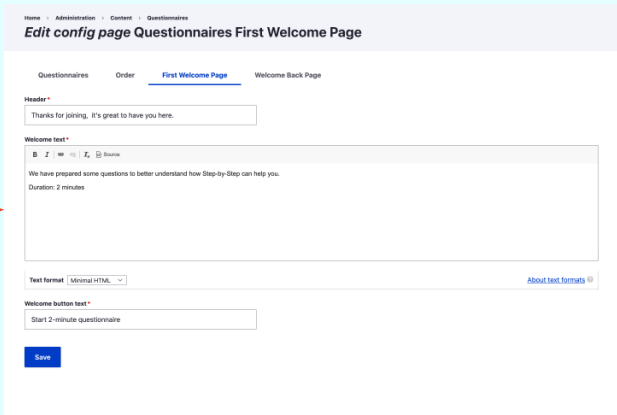 Home › Administration › Content › Questionnaires
Edit config page Questionnaires First Welcome Page
Questionnaires Order First Welcome Page Welcome Back Page
Header*
Thanks for joining, it's great to have you here.
Welcome text*
B I Tx Source
We have prepared some questions to better understand how Step-by-Step can help you.
Duration: 2 minutes
Text format Minimal HTML About text formats ?
Welcome button text*
Start 2-minute questionnaire
Save